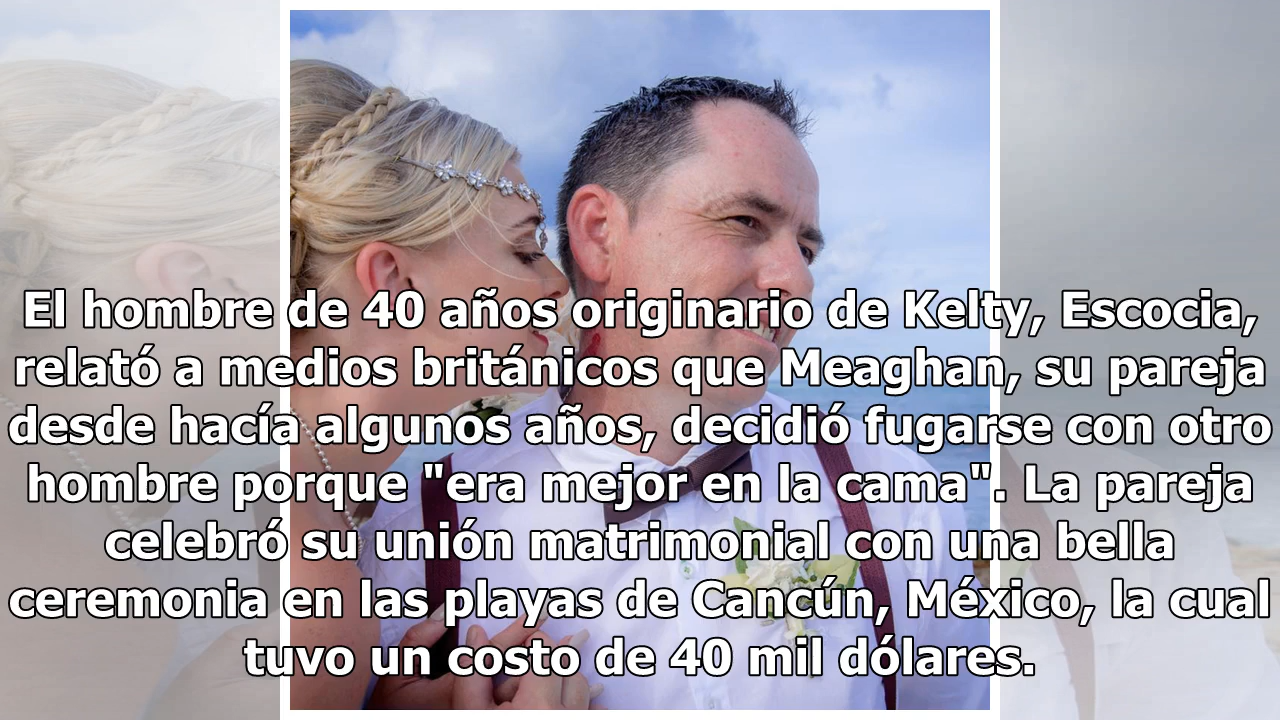 El hombre de 40 años originario de Kelty, Escocia,
relató a medios británicos que Meaghan, su pareja
desde hacía algunos años, decidió fugarse con otro
hombre porque "era mejor en la cama". La pareja
celebró su unión matrimonial con una bella
ceremonia en las playas de Cancún, México, la cual
tuvo un costo de 40 mil dólares.